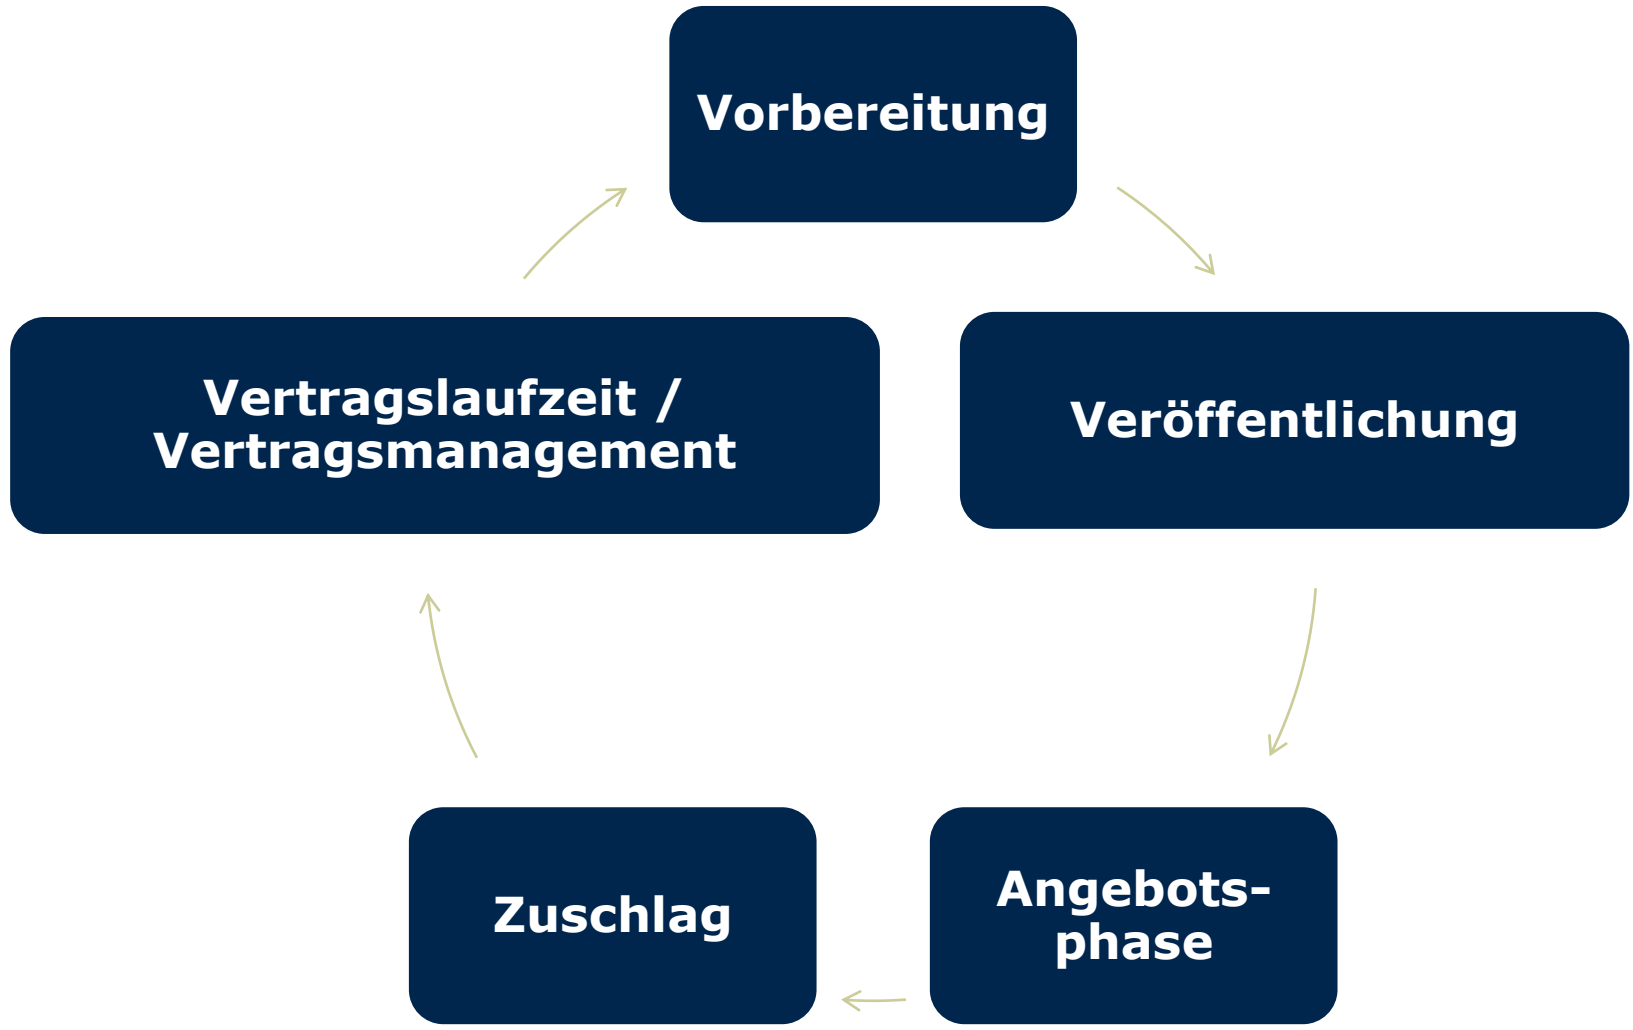 Vorbereitung
Vertragslaufzeit /
Vertragsmanagement
Veröffentlichung
Zuschlag
Angebots–
phase